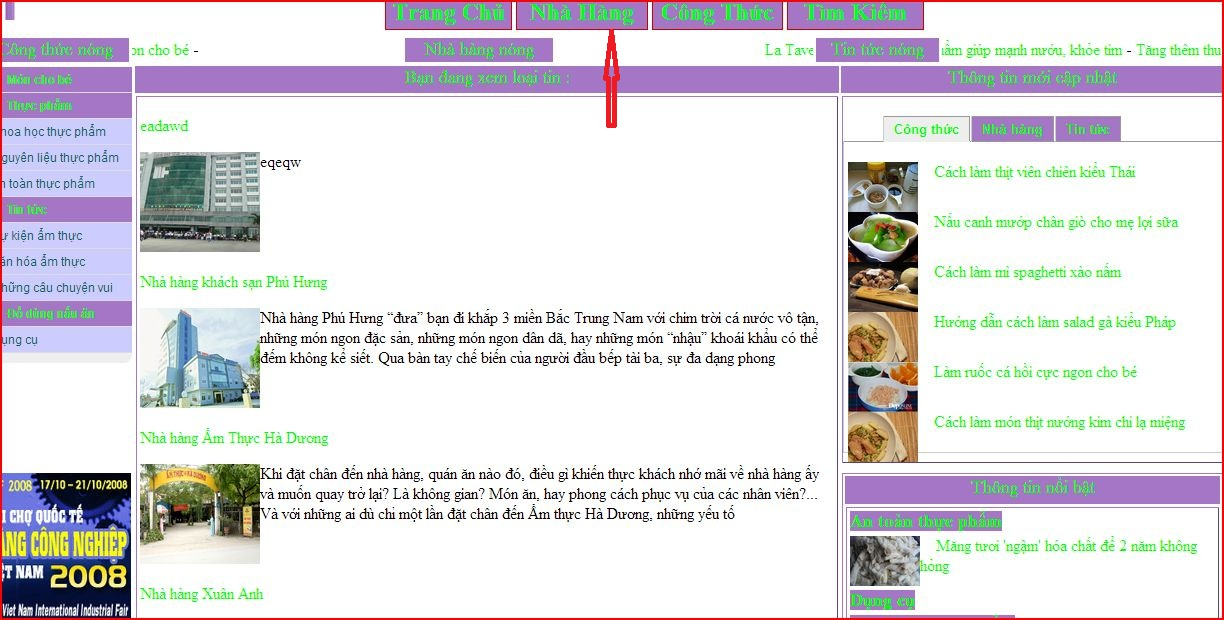 Trang Chủ Nhà Hàng Công Thức Tìm Kiếm
Công thức nóng
on cho bé -
Nhà hàng nóng
La Tave
Tin tức nóng
ẩm giúp mạnh nướu, khỏe tim - Tăng thêm thu
Món cho bé
Thực phẩm
hoa học thực phẩm
guyên liệu thực phẩm
n toàn thực phẩm
Tin tức
ự kiện ẩm thực
ăn hóa ẩm thực
hững câu chuyện vui
Đồ dùng nấu ăn
ụng cụ
2008 17/10 – 21/10/2008
I CHỢ QUỐC TẾ
NG CÔNG NGHIỆP
ỆT NAM 2008
Viet Nam International Industrial Fair
Bạn đang xem loại tin :
eadawd
eqeqw
Nhà hàng khách sạn Phú Hưng
Nhà hàng Phú Hưng “đưa” bạn đi khắp 3 miền Bắc Trung Nam với chim trời cá nước vô tận,
những món ngon đặc sản, những món ngon dân dã, hay những món “nhậu” khoái khẩu có thể
đếm không kể siết. Qua bàn tay chế biến của người đầu bếp tài ba, sự đa dạng phong
Nhà hàng Ẩm Thực Hà Dương
Khi đặt chân đến nhà hàng, quán ăn nào đó, điều gì khiến thực khách nhớ mãi về nhà hàng ấy
và muốn quay trở lại? Là không gian? Món ăn, hay phong cách phục vụ của các nhân viên?...
Và với những ai dù chỉ một lần đặt chân đến Ẩm thực Hà Dương, những yếu tố
Nhà hàng Xuân Anh
Thông tin mới cập nhật
Công thức Nhà hàng Tin tức
Cách làm thịt viên chiên kiểu Thái
Nấu canh mướp chân giò cho mẹ lợi sữa
Cách làm mì spaghetti xào nấm
Hướng dẫn cách làm salad gà kiểu Pháp
Làm ruốc cá hồi cực ngon cho bé
Cách làm món thịt nướng kim chi lạ miệng
Thông tin nổi bật
An toàn thực phẩm
Măng tươi 'ngậm' hóa chất để 2 năm không
hỏng
Dụng cụ